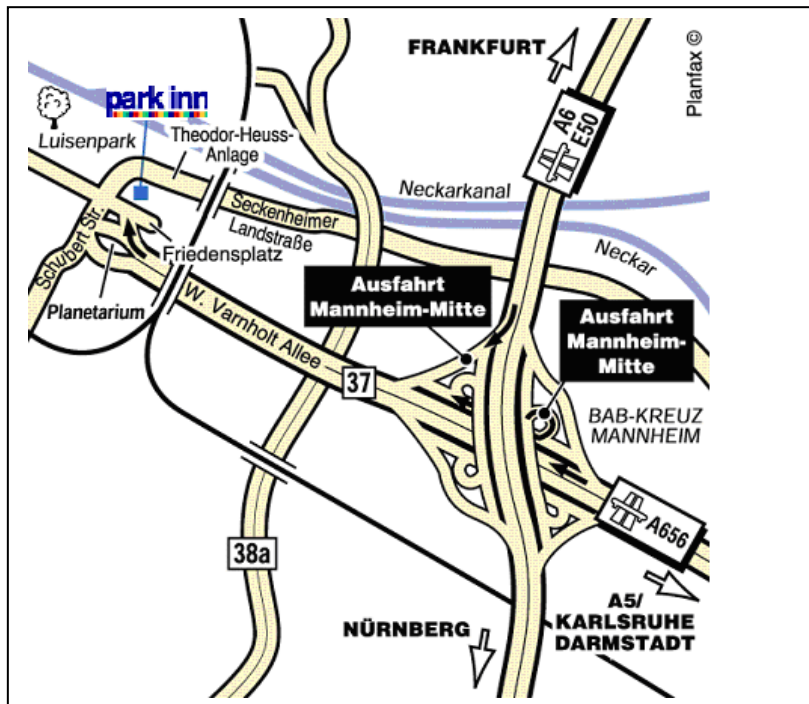 FRANKFURT
Planfax ©
A6
E50
park inn
Luisenpark
Theodor-Heuss-
Anlage
Neckarkanal
Seckenheimer
Landstraße
Neckar
Schubert Str.
Friedensplatz
Planetarium
W. Varnholt Allee
Ausfahrt
Mannheim-Mitte
Ausfahrt
Mannheim-
Mitte
37
BAB-KREUZ
MANNHEIM
A656
38a
NÜRNBERG
A5/
KARLSRUHE
DARMSTADT